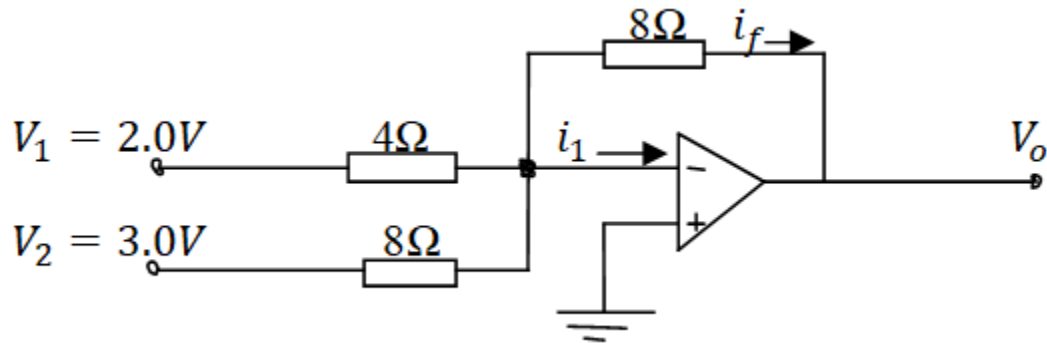 8Ω
i_f
V_1 = 2.0V
4Ω
i_1
V_o
−
V_2 = 3.0V
8Ω
+